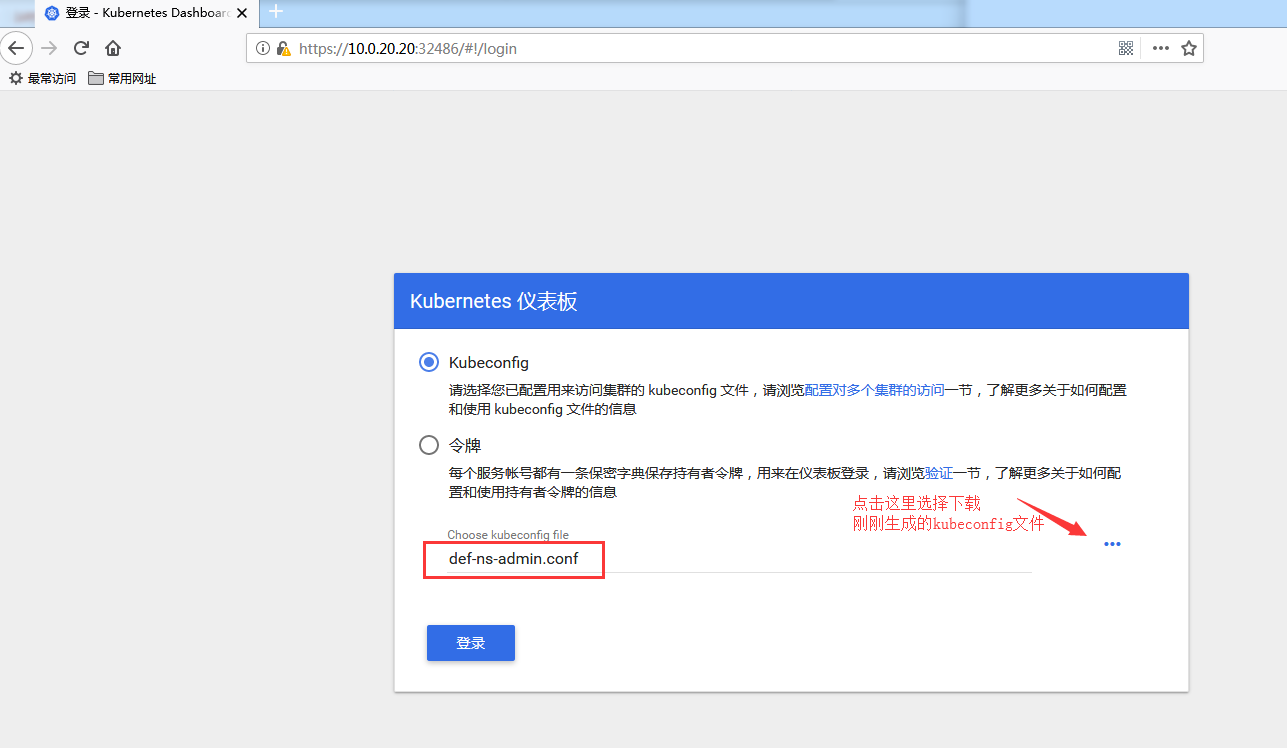 登录 - Kubernetes Dashboard
https://10.0.20.20:32486/#!/login
最常访问 常用网址
Kubernetes 仪表板
Kubeconfig
请选择您已配置用来访问集群的 kubeconfig 文件，请浏览配置对多个集群的访问一节，了解更多关于如何配置
和使用 kubeconfig 文件的信息
令牌
每个服务帐号都有一条保密字典保存持有者令牌，用来在仪表板登录，请浏览验证一节，了解更多关于如何配
置和使用持有者令牌的信息
点击这里选择下载
刚刚生成的kubeconfig文件
Choose kubeconfig file
def-ns-admin.conf
登录